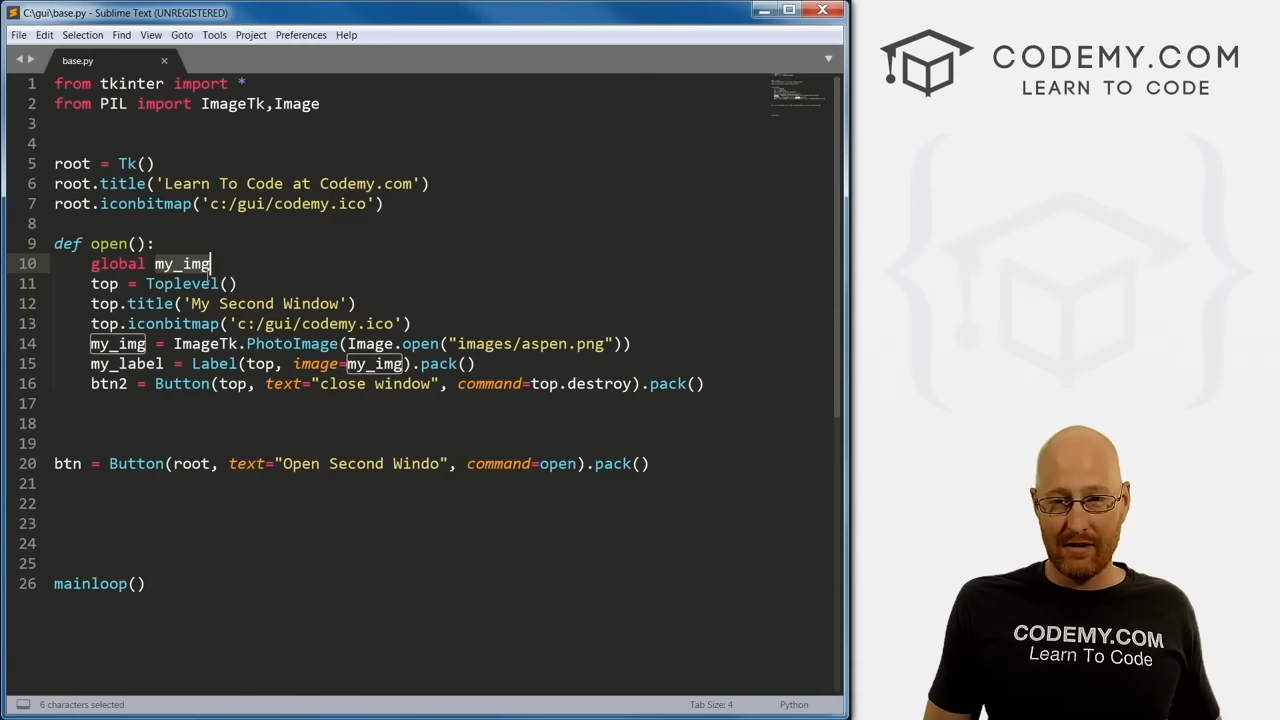 C:\gui\base.py - Sublime Text (UNREGISTERED)
File Edit Selection Find View Goto Tools Project Preferences Help
base.py
1 from tkinter import *
2 from PIL import ImageTk,Image
3
4
5 root = Tk()
6 root.title('Learn To Code at Codemy.com')
7 root.iconbitmap('c:/gui/codemy.ico')
8
9 def open():
10 global my_img
11 top = Toplevel()
12 top.title('My Second Window')
13 top.iconbitmap('c:/gui/codemy.ico')
14 my_img = ImageTk.PhotoImage(Image.open("images/aspen.png"))
15 my_label = Label(top, image=my_img).pack()
16 btn2 = Button(top, text="close window", command=top.destroy).pack()
17
18
19
20 btn = Button(root, text="Open Second Windo", command=open).pack()
21
22
23
24
25
26 mainloop()
6 characters selected
Tab Size: 4
Python
CODEMY.COM
LEARN TO CODE
CODEMY.COM
Learn To Code